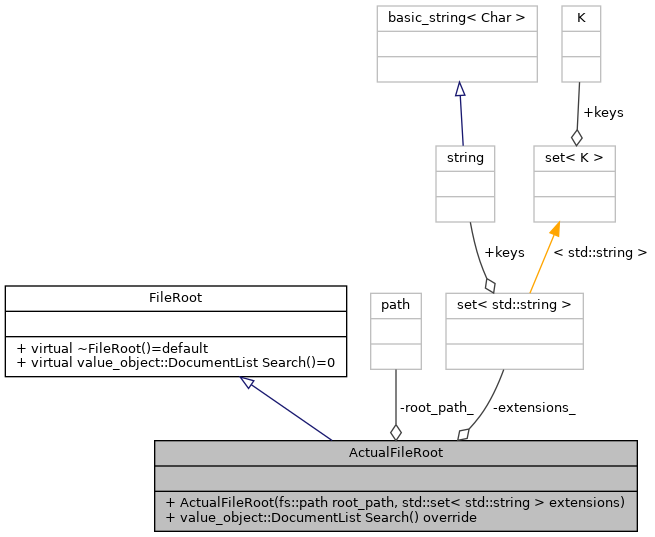 basic_string< Char >
K
+keys
string
set< K >
+keys
< std::string >
FileRoot
+ virtual ~FileRoot()=default
+ virtual value_object::DocumentList Search()=0
path
set< std::string >
-root_path_
-extensions_
ActualFileRoot
+ ActualFileRoot(fs::path root_path, std::set< std::string > extensions)
+ value_object::DocumentList Search() override